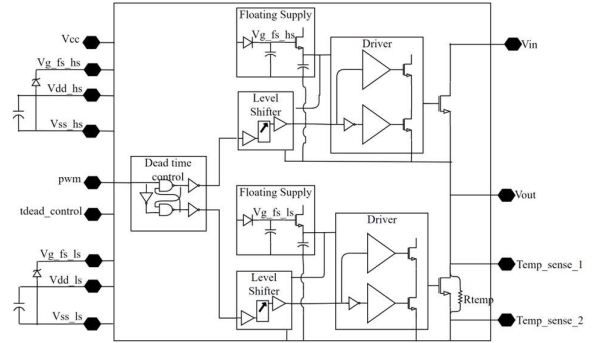 Floating Supply
Vcc
Vg_fs_hs
Driver
Vin
Vg_fs_hs
Vdd_hs
Level
Shifter
Vss_hs
Dead time
control
pwm
Floating Supply
Vout
tdead_control
Vg_fs_ls
Driver
Vg_fs_ls
Temp_sense_1
Level
Shifter
Vdd_ls
Rtemp
Vss_ls
Temp_sense_2